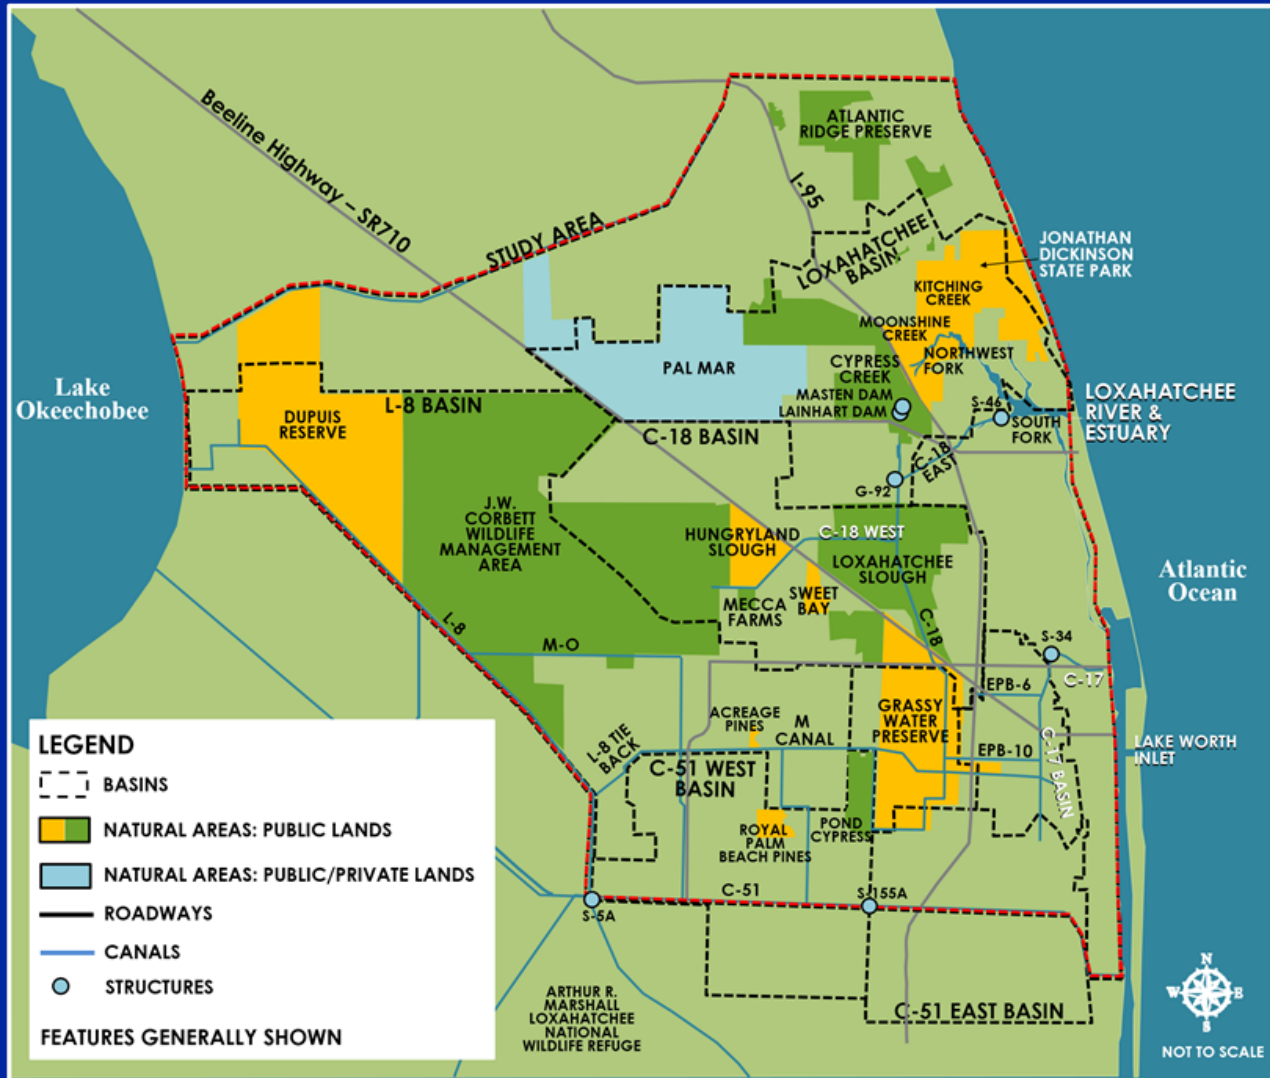 ATLANTIC
RIDGE PRESERVE
Beeline Highway – SR710
I-95
STUDY AREA
LOXAHATCHEE
BASIN
JONATHAN
DICKINSON
STATE PARK
KITCHING
CREEK
MOONSHINE
CREEK
NORTHWEST
FORK
PAL MAR
CYPRESS
CREEK
MASTEN DAM
LAINHART DAM
S-46
SOUTH
FORK
LOXAHATCHEE
RIVER &
ESTUARY
Lake
Okeechobee
DUPUIS
RESERVE
L-8 BASIN
C-18 BASIN
C-18
EAST
G-92
J.W.
CORBETT
WILDLIFE
MANAGEMENT
AREA
HUNGRYLAND
SLOUGH
C-18 WEST
LOXAHATCHEE
SLOUGH
Atlantic
Ocean
SWEET
BAY
MECCA
FARMS
C-18
L-8
M-O
S-34
C-17
EPB-6
GRASSY
WATER
PRESERVE
ACREAGE
PINES
M
CANAL
L-8 TIE
BACK
EPB-10
C-17 BASIN
LAKE WORTH
INLET
C-51 WEST
BASIN
ROYAL
PALM
BEACH PINES
POND
CYPRESS
C-51
S-155A
S-5A
ARTHUR R.
MARSHALL
LOXAHATCHEE
NATIONAL
WILDLIFE REFUGE
C-51 EAST BASIN
LEGEND
BASINS
NATURAL AREAS: PUBLIC LANDS
NATURAL AREAS: PUBLIC/PRIVATE LANDS
ROADWAYS
CANALS
STRUCTURES
FEATURES GENERALLY SHOWN
N
W E
S
NOT TO SCALE